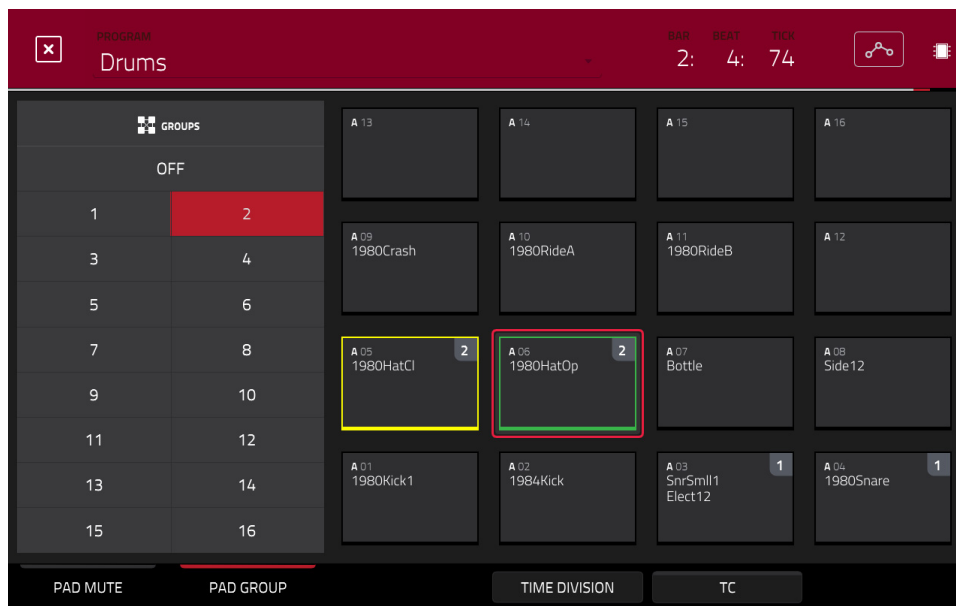 PROGRAM
Drums
BAR BEAT TICK
2: 4: 74
GROUPS
OFF
1 2
3 4
5 6
7 8
9 10
11 12
13 14
15 16
A 13
A 14
A 15
A 16
A 09
1980Crash
A 10
1980RideA
A 11
1980RideB
A 12
A 05 2
1980HatCl
A 06 2
1980HatOp
A 07
Bottle
A 08
Side12
A 01
1980Kick1
A 02
1984Kick
A 03 1
SnrSmll1
Elect12
A 04 1
1980Snare
PAD MUTE
PAD GROUP
TIME DIVISION
TC